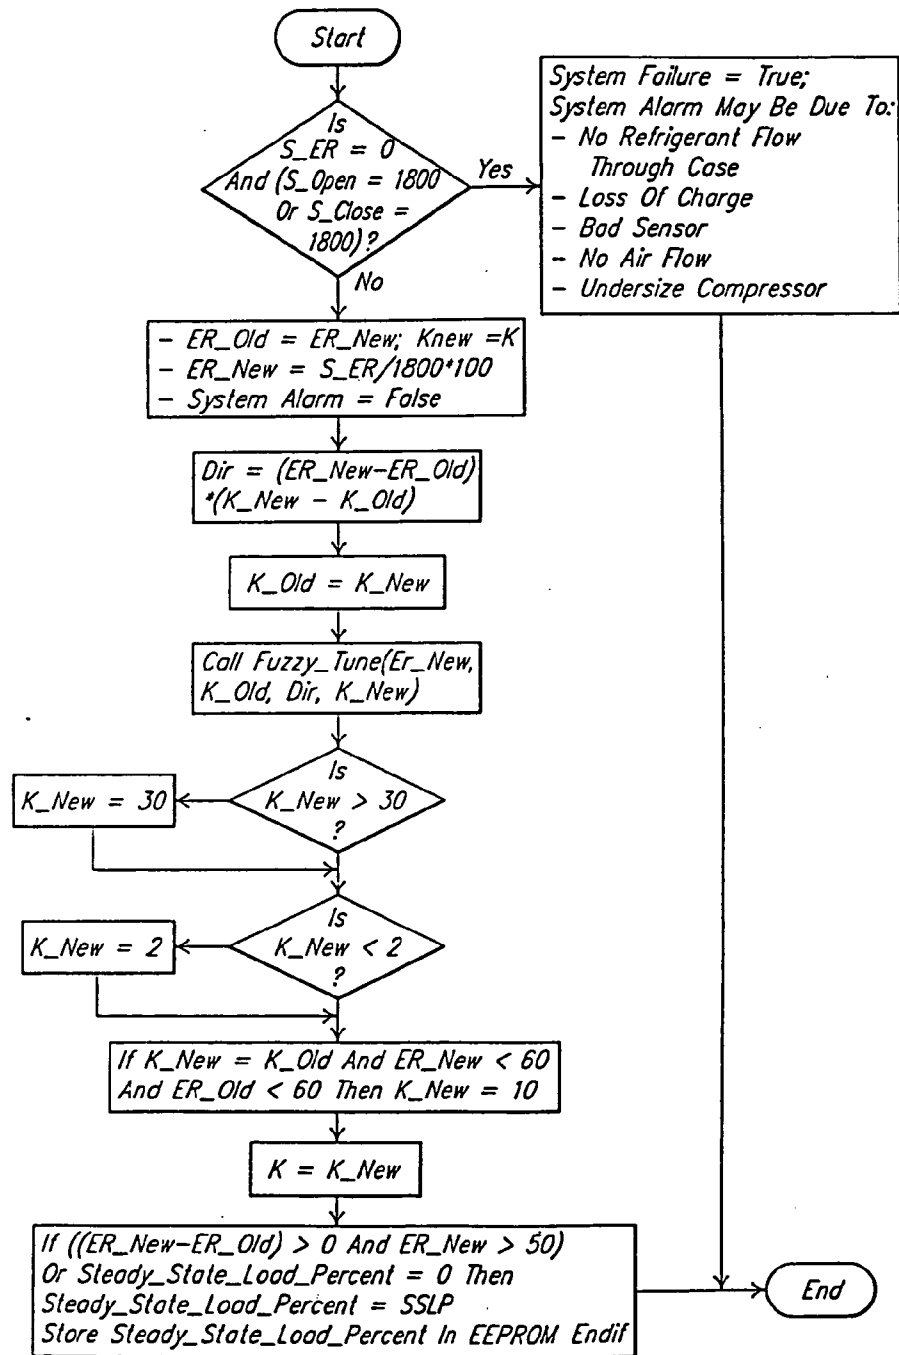 Start
Is
S_ER = 0
And (S_Open = 1800
Or S_Close =
1800)?
Yes
No
System Failure = True;
System Alarm May Be Due To:
- No Refrigerant Flow
Through Case
- Loss Of Charge
- Bad Sensor
- No Air Flow
- Undersize Compressor
- ER_Old = ER_New; Knew =K
- ER_New = S_ER/1800*100
- System Alarm = False
Dir = (ER_New-ER_Old)
*(K_New - K_Old)
K_Old = K_New
Call Fuzzy_Tune(Er_New,
K_Old, Dir, K_New)
Is
K_New > 30
?
K_New = 30
Is
K_New < 2
?
K_New = 2
If K_New = K_Old And ER_New < 60
And ER_Old < 60 Then K_New = 10
K = K_New
If ((ER_New-ER_Old) > 0 And ER_New > 50)
Or Steady_State_Load_Percent = 0 Then
Steady_State_Load_Percent = SSLP
Store Steady_State_Load_Percent In EEPROM Endif
End